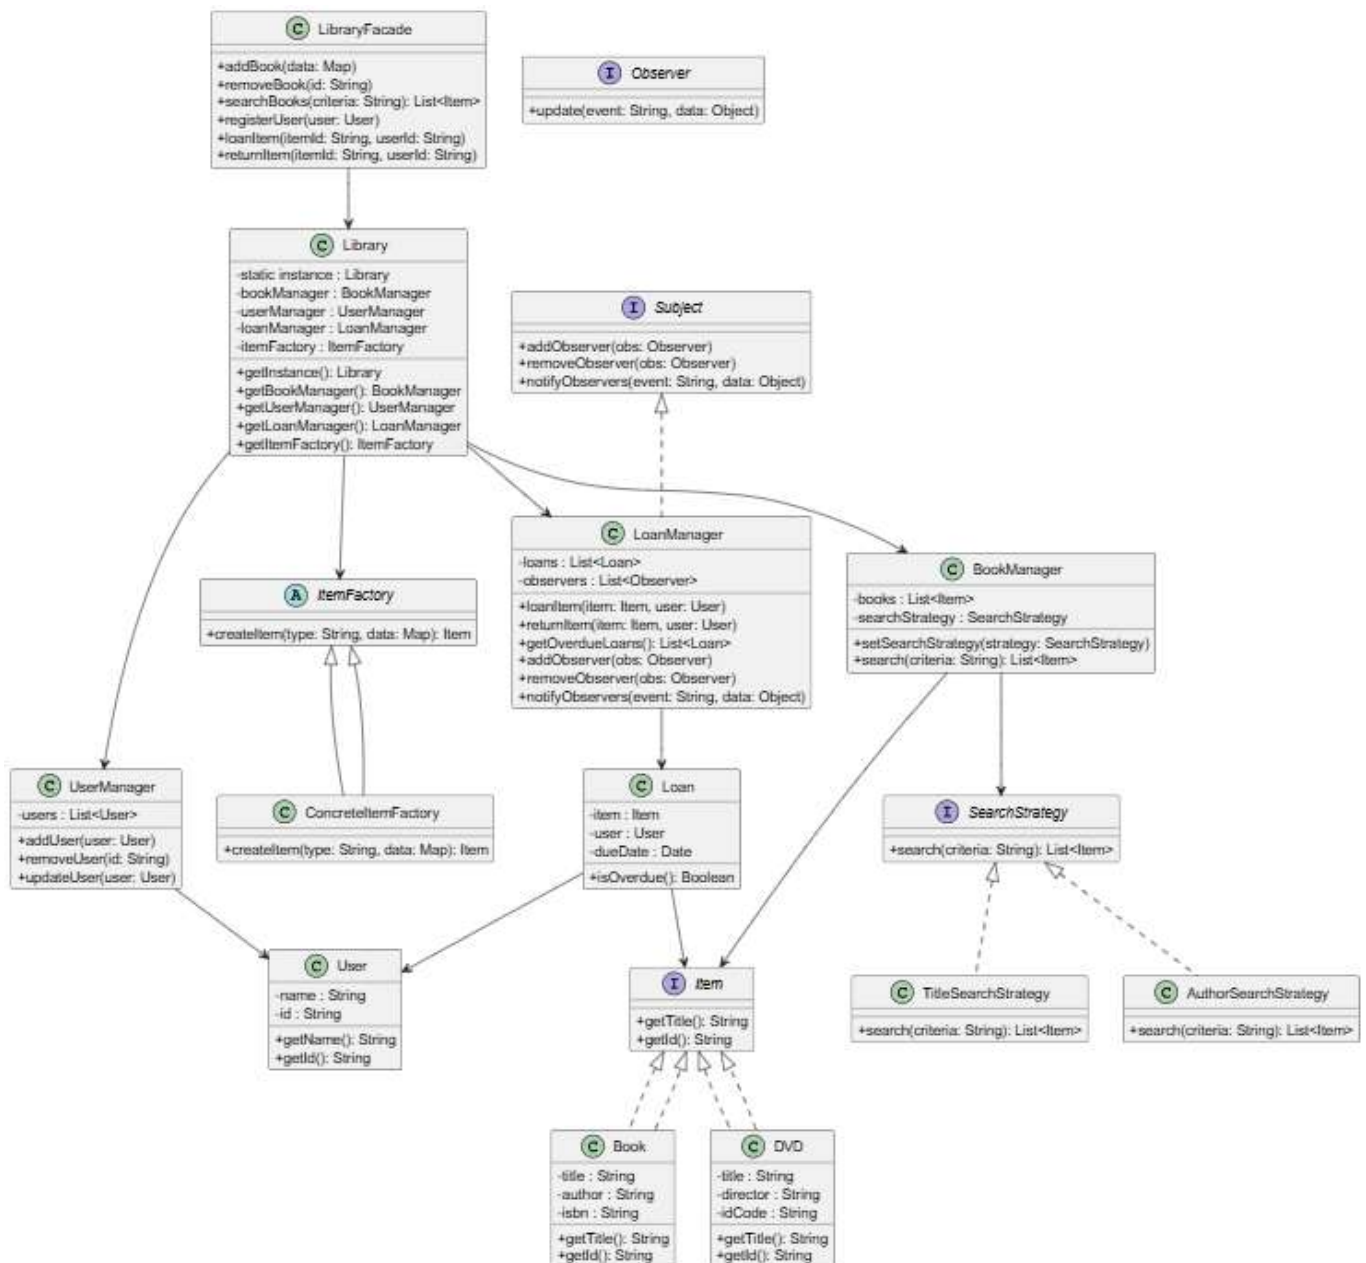 C LibraryFacade
+addBook(data: Map)
+removeBook(id: String)
+searchBooks(criteria: String): List<Item>
+registerUser(user: User)
+loanItem(itemId: String, userId: String)
+returnItem(itemId: String, userId: String)
I Observer
+update(event: String, data: Object)
C Library
-static instance : Library
-bookManager : BookManager
-userManager : UserManager
-loanManager : LoanManager
-itemFactory : ItemFactory
+getInstance(): Library
+getBookManager(): BookManager
+getUserManager(): UserManager
+getLoanManager(): LoanManager
+getItemFactory(): ItemFactory
I Subject
+addObserver(obs: Observer)
+removeObserver(obs: Observer)
+notifyObservers(event: String, data: Object)
C LoanManager
-loans : List<Loan>
-observers : List<Observer>
+loanItem(item: Item, user: User)
+returnItem(item: Item, user: User)
+getOverdueLoans(): List<Loan>
+addObserver(obs: Observer)
+removeObserver(obs: Observer)
+notifyObservers(event: String, data: Object)
C BookManager
-books : List<Item>
-searchStrategy : SearchStrategy
+setSearchStrategy(strategy: SearchStrategy)
+search(criteria: String): List<Item>
A ItemFactory
+createItem(type: String, data: Map): Item
C UserManager
-users : List<User>
+addUser(user: User)
+removeUser(id: String)
+updateUser(user: User)
C ConcreteItemFactory
+createItem(type: String, data: Map): Item
C Loan
-item : Item
-user : User
-dueDate : Date
+isOverdue(): Boolean
I SearchStrategy
+search(criteria: String): List<Item>
C User
-name : String
-id : String
+getName(): String
+getId(): String
I Item
+getTitle(): String
+getId(): String
C TitleSearchStrategy
+search(criteria: String): List<Item>
C AuthorSearchStrategy
+search(criteria: String): List<Item>
C Book
-title : String
-author : String
-isbn : String
+getTitle(): String
+getId(): String
C DVD
-title : String
-director : String
-idCode : String
+getTitle(): String
+getId(): String